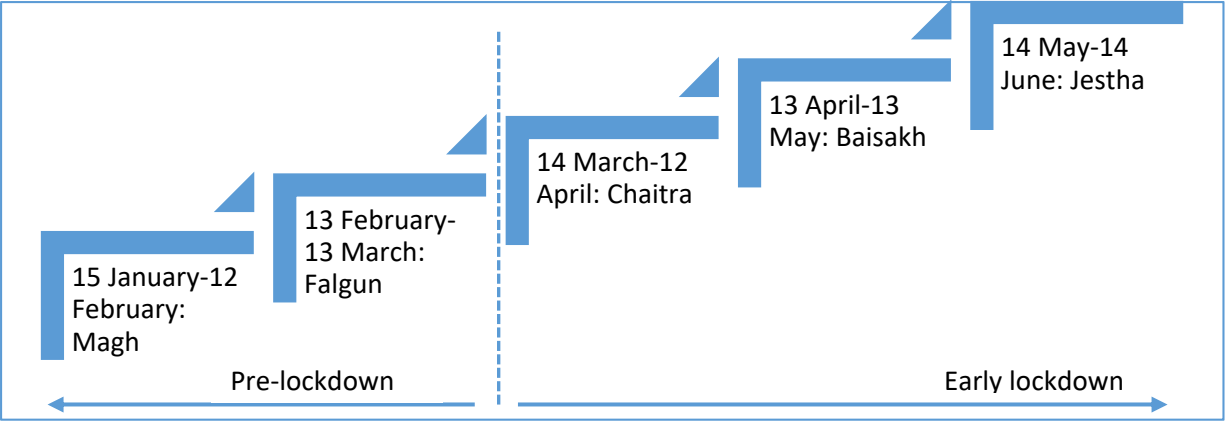 15 January-12
February:
Magh
13 February-
13 March:
Falgun
14 March-12
April: Chaitra
13 April-13
May: Baisakh
14 May-14
June: Jestha
Pre-lockdown
Early lockdown